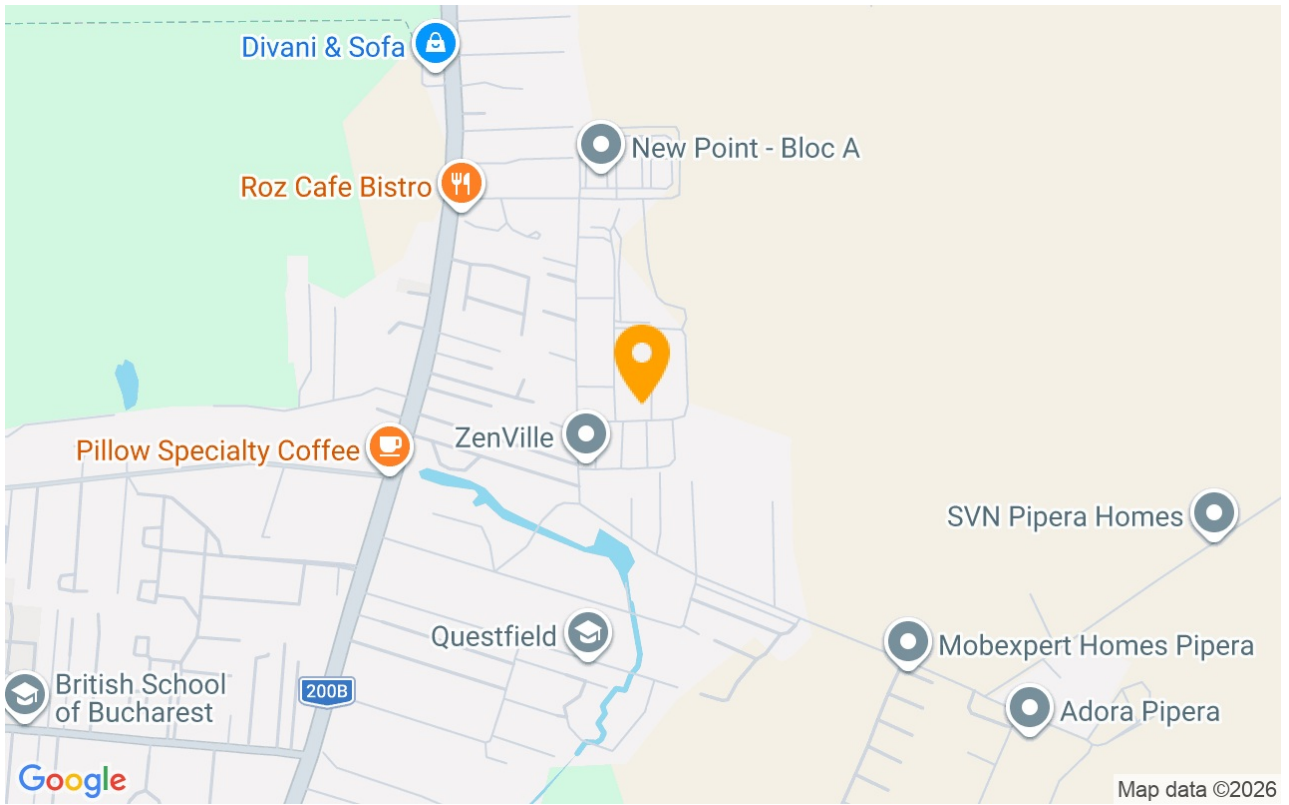 Divani & Sofa
New Point - Bloc A
Roz Cafe Bistro
ZenVille
Pillow Specialty Coffee
SVN Pipera Homes
Questfield
Mobexpert Homes Pipera
British School
of Bucharest
200B
Adora Pipera
Google
Map data ©2026